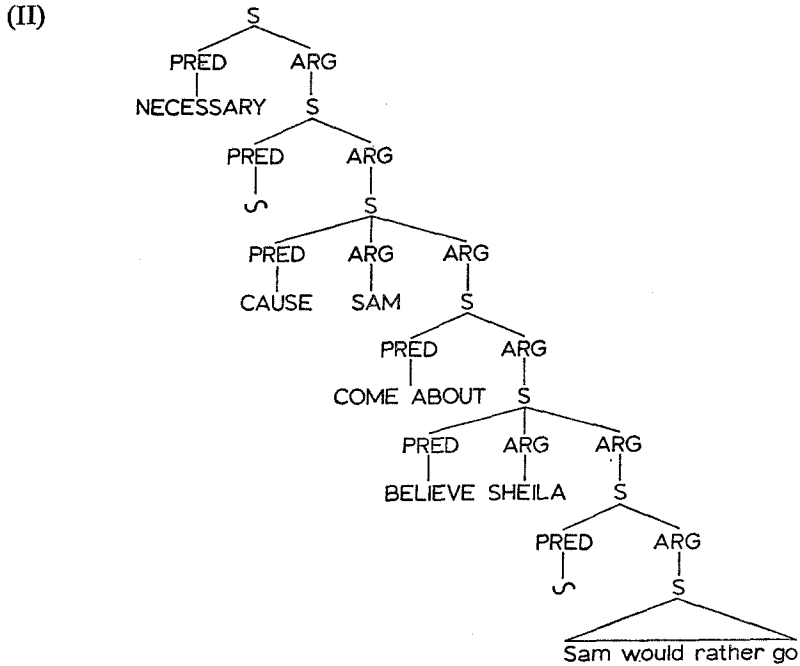 (II)
S
PRED ARG
NECESSARY S
PRED ARG
∽ S
PRED ARG ARG
CAUSE SAM S
PRED ARG
COME ABOUT S
PRED ARG ARG
BELIEVE SHEILA S
PRED ARG
∽ S
Sam would rather go